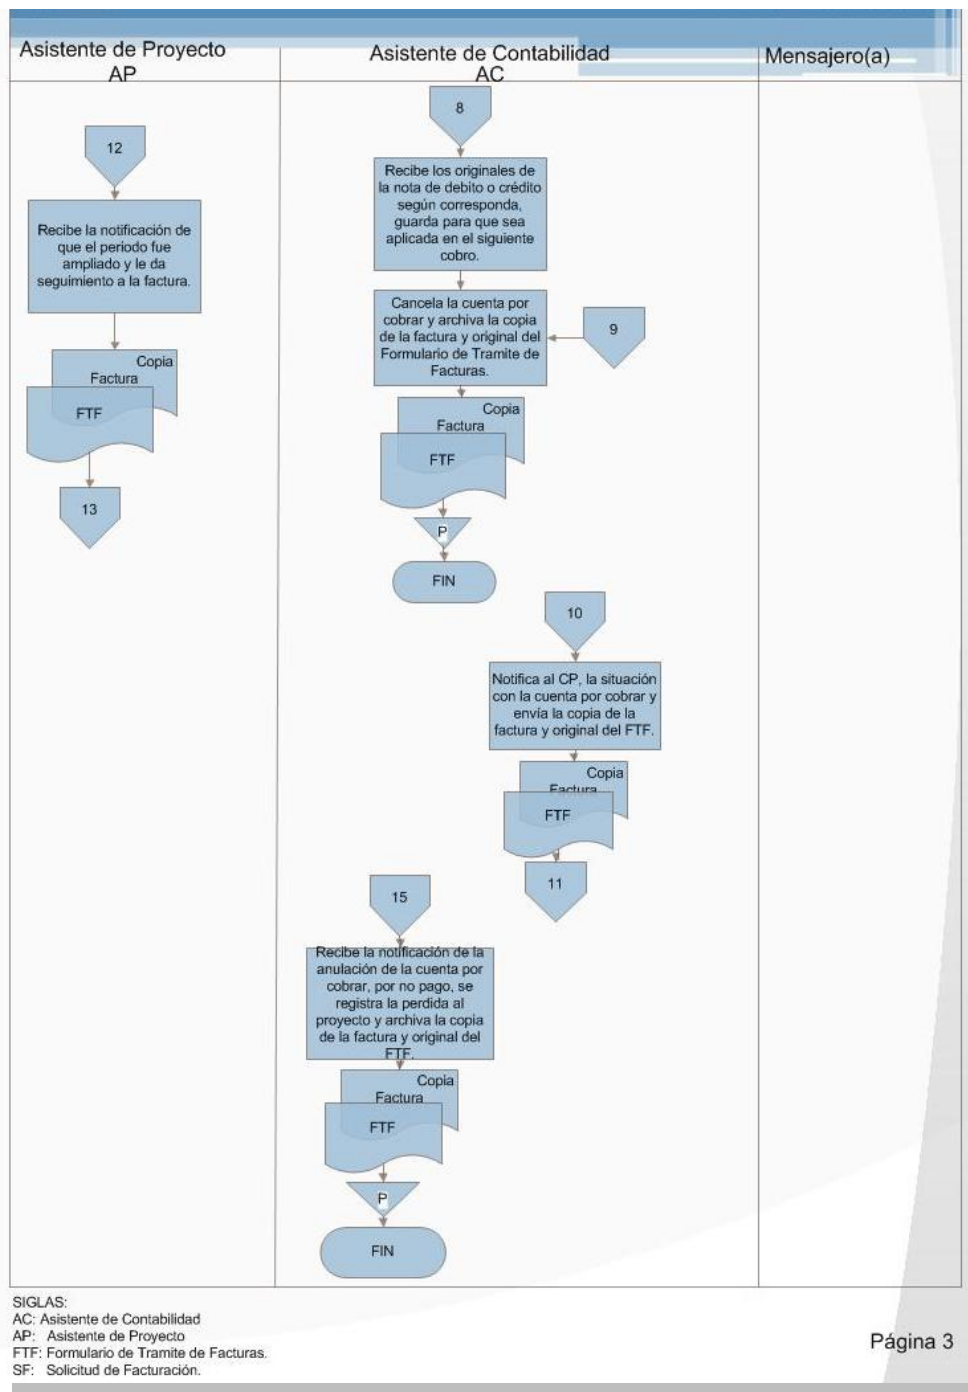 Asistente de Proyecto
AP
Asistente de Contabilidad
AC
Mensajero(a)
12
Recibe la notificación de
que el periodo fue
ampliado y le da
seguimiento a la factura.
Copia
Factura
FTF
13
8
Recibe los originales de
la nota de debito o crédito
según corresponda,
guarda para que sea
aplicada en el siguiente
cobro.
Cancela la cuenta por
cobrar y archiva la copia
de la factura y original del
Formulario de Tramite de
Facturas.
9
Copia
Factura
FTF
P
FIN
10
Notifica al CP, la situación
con la cuenta por cobrar y
envía la copia de la
factura y original del FTF.
Copia
Factura
FTF
11
15
Recibe la notificación de la
anulación de la cuenta por
cobrar, por no pago, se
registra la perdida al
proyecto y archiva la copia
de la factura y original del
FTF.
Copia
Factura
FTF
P
FIN
SIGLAS:
AC: Asistente de Contabilidad
AP: Asistente de Proyecto
FTF: Formulario de Tramite de Facturas.
SF: Solicitud de Facturación.
Página 3